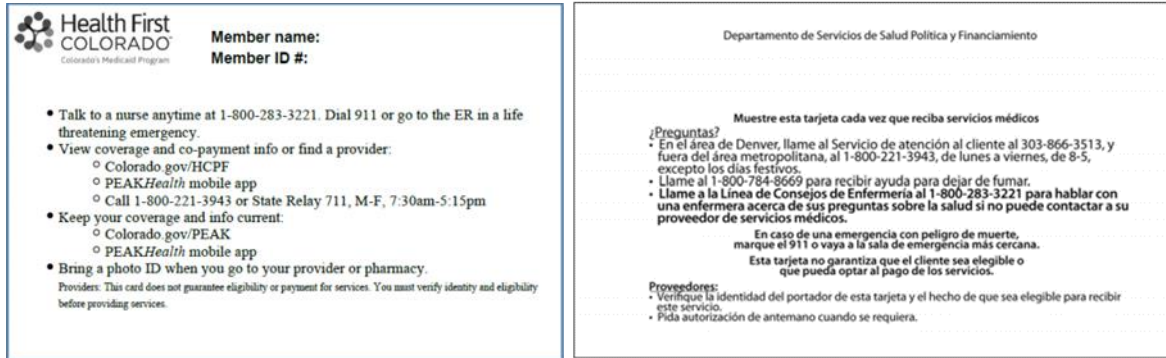 Health First
COLORADO
Colorado's Medicaid Program
Member name:
Member ID #:
• Talk to a nurse anytime at 1-800-283-3221. Dial 911 or go to the ER in a life
threatening emergency.
• View coverage and co-payment info or find a provider:
○ Colorado.gov/HCPF
○ PEAKHealth mobile app
○ Call 1-800-221-3943 or State Relay 711, M-F, 7:30am-5:15pm
• Keep your coverage and info current:
○ Colorado.gov/PEAK
○ PEAKHealth mobile app
• Bring a photo ID when you go to your provider or pharmacy.
Providers: This card does not guarantee eligibility or payment for services. You must verify identity and eligibility
before providing services.
Departamento de Servicios de Salud Política y Financiamiento
Muestre esta tarjeta cada vez que reciba servicios médicos
¿Preguntas?
• En el área de Denver, llame al Servicio de atención al cliente al 303-866-3513, y
fuera del área metropolitana, al 1-800-221-3943, de lunes a viernes, de 8-5,
excepto los días festivos.
• Llame al 1-800-784-8669 para recibir ayuda para dejar de fumar.
• Llame a la Línea de Consejos de Enfermería al 1-800-283-3221 para hablar con
una enfermera acerca de sus preguntas sobre la salud si no puede contactar a su
proveedor de servicios médicos.
En caso de una emergencia con peligro de muerte,
marque el 911 o vaya a la sala de emergencia más cercana.
Esta tarjeta no garantiza que el cliente sea elegible o
que pueda optar al pago de los servicios.
Proveedores:
• Verifique la identidad del portador de esta tarjeta y el hecho de que sea elegible para recibir
este servicio.
• Pida autorización de antemano cuando se requiera.